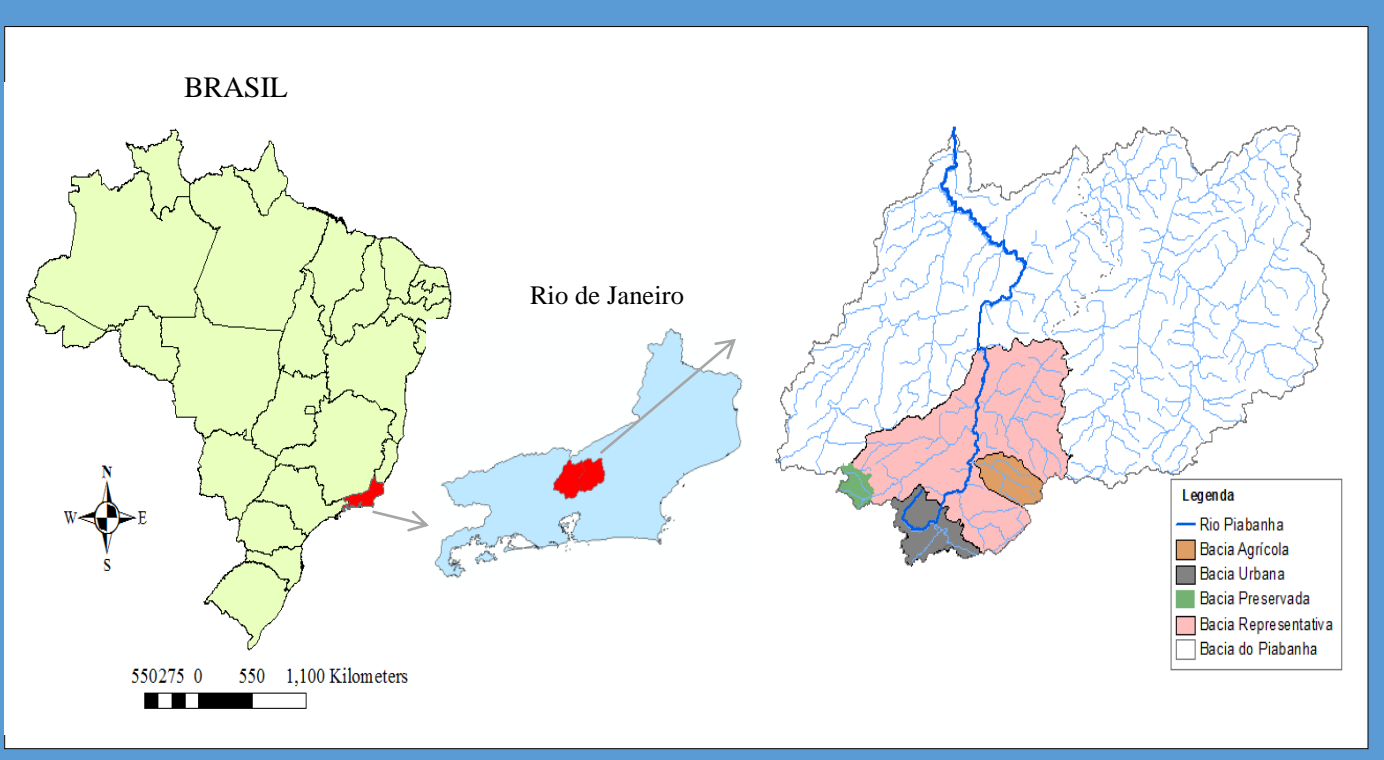 BRASIL
Rio de Janeiro
N
W E
S
550275 0 550 1,100 Kilometers
Legenda
Rio Piabanha
Bacia Agrícola
Bacia Urbana
Bacia Preservada
Bacia Representativa
Bacia do Piabanha